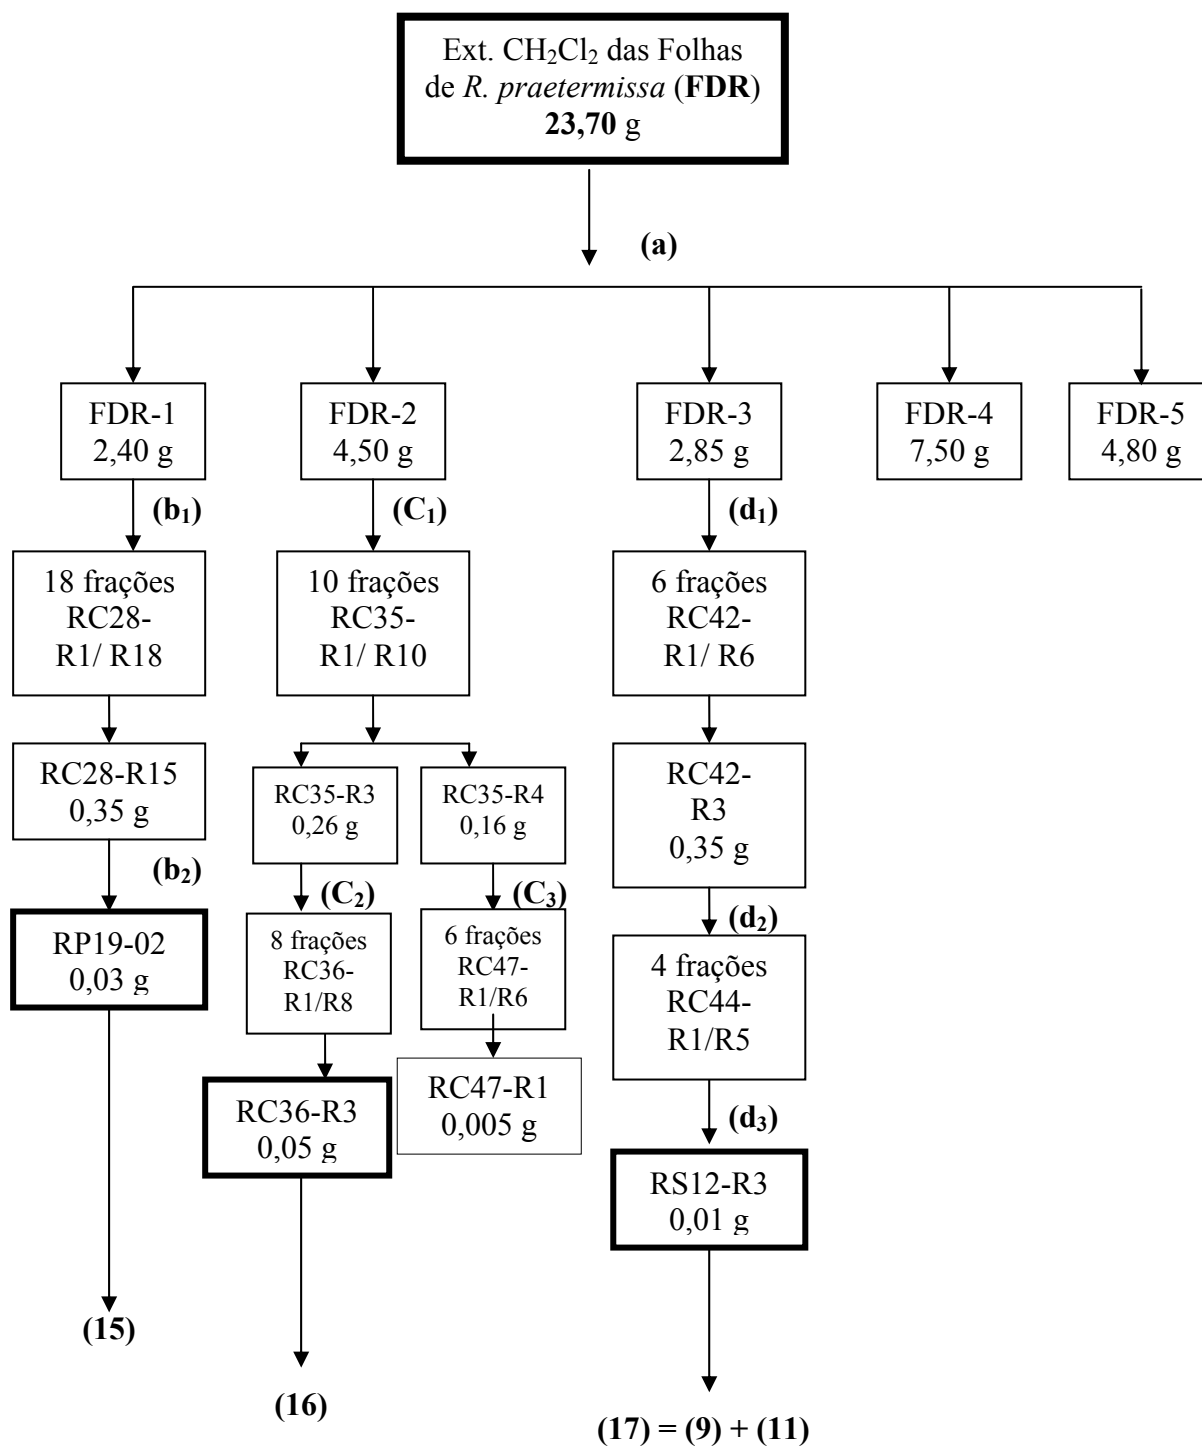 Ext. CH₂Cl₂ das Folhas
de R. praetermissa (FDR)
23,70 g
(a)
FDR-1
2,40 g
FDR-2
4,50 g
FDR-3
2,85 g
FDR-4
7,50 g
FDR-5
4,80 g
(b₁)
(C₁)
(d₁)
18 frações
RC28-
R1/ R18
10 frações
RC35-
R1/ R10
6 frações
RC42-
R1/ R6
RC28-R15
0,35 g
RC35-R3
0,26 g
RC35-R4
0,16 g
RC42-
R3
0,35 g
(b₂)
(C₂)
(C₃)
(d₂)
RP19-02
0,03 g
8 frações
RC36-
R1/R8
6 frações
RC47-
R1/R6
4 frações
RC44-
R1/R5
RC36-R3
0,05 g
RC47-R1
0,005 g
(d₃)
RS12-R3
0,01 g
(15)
(16)
(17) = (9) + (11)